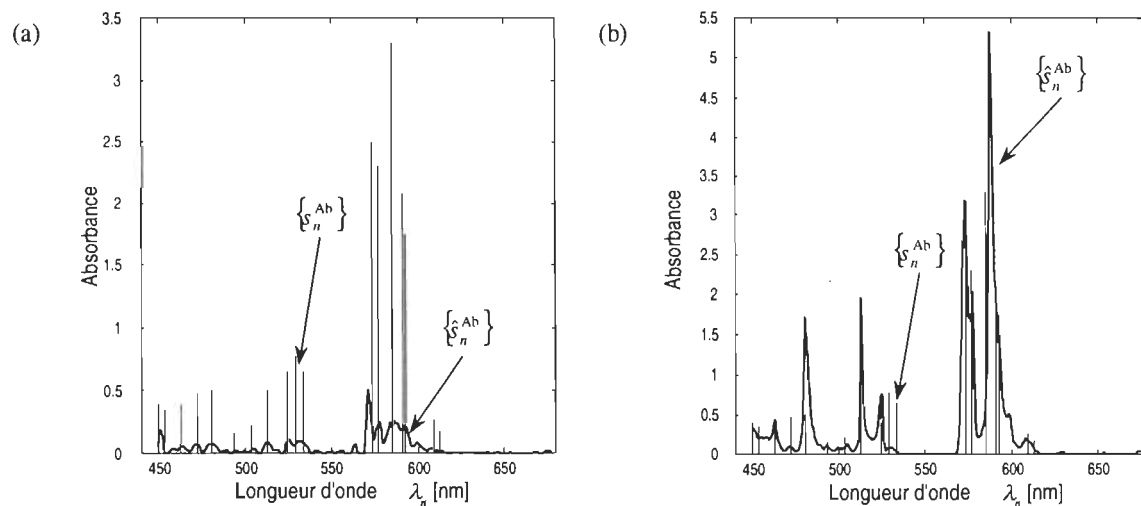 (a)
3.5
3
2.5
2
1.5
1
0.5
0
Absorbance
{s_n^Ab}
{ŝ_n^Ab}
450 500 550 600 650
Longueur d'onde λ_n [nm]
(b)
5.5
5
4.5
4
3.5
3
2.5
2
1.5
1
0.5
0
Absorbance
{ŝ_n^Ab}
{s_n^Ab}
450 500 550 600 650
Longueur d'onde λ_n [nm]